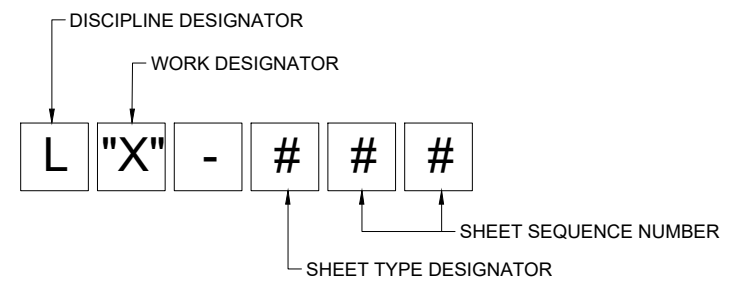 DISCIPLINE DESIGNATOR
WORK DESIGNATOR
L "X" - # # #
SHEET SEQUENCE NUMBER
SHEET TYPE DESIGNATOR